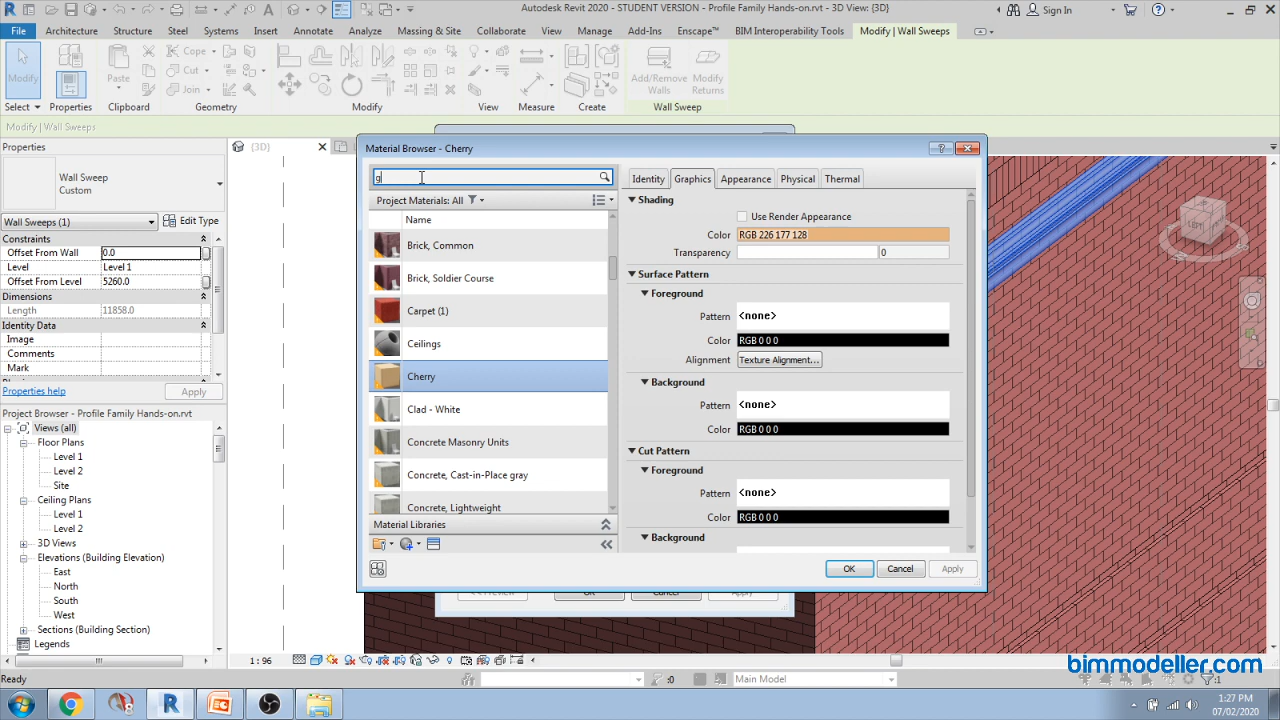 Autodesk Revit 2020 - STUDENT VERSION - Profile Family Hands-on.rvt - 3D View: {3D}
Sign In
File Architecture Structure Steel Systems Insert Annotate Analyze Massing & Site Collaborate View Manage Add-Ins Enscape™ BIM Interoperability Tools Modify | Wall Sweeps
Modify Paste Cope Cut Join Add/Remove Walls Modify Returns
Select Properties Clipboard Geometry Modify View Measure Create Wall Sweep
Modify | Wall Sweeps
Properties
Wall Sweep
Custom
Wall Sweeps (1) Edit Type
Constraints
Offset From Wall 0.0
Level Level 1
Offset From Level 5260.0
Dimensions
Length 11858.0
Identity Data
Image
Comments
Mark
Properties help Apply
Project Browser - Profile Family Hands-on.rvt
Views (all)
Floor Plans
Level 1
Level 2
Site
Ceiling Plans
Level 1
Level 2
3D Views
Elevations (Building Elevation)
East
North
South
West
Sections (Building Section)
Legends
{3D}
Material Browser - Cherry
g
Project Materials: All
Name
Brick, Common
Brick, Soldier Course
Carpet (1)
Ceilings
Cherry
Clad - White
Concrete Masonry Units
Concrete, Cast-in-Place gray
Concrete, Lightweight
Material Libraries
Identity Graphics Appearance Physical Thermal
Shading
Use Render Appearance
Color RGB 226 177 128
Transparency 0
Surface Pattern
Foreground
Pattern <none>
Color RGB 0 0 0
Alignment Texture Alignment...
Background
Pattern <none>
Color RGB 0 0 0
Cut Pattern
Foreground
Pattern <none>
Color RGB 0 0 0
Background
OK Cancel Apply
1 : 96
bimmodeller.com
Ready :0 Main Model :1
1:27 PM
07/02/2020